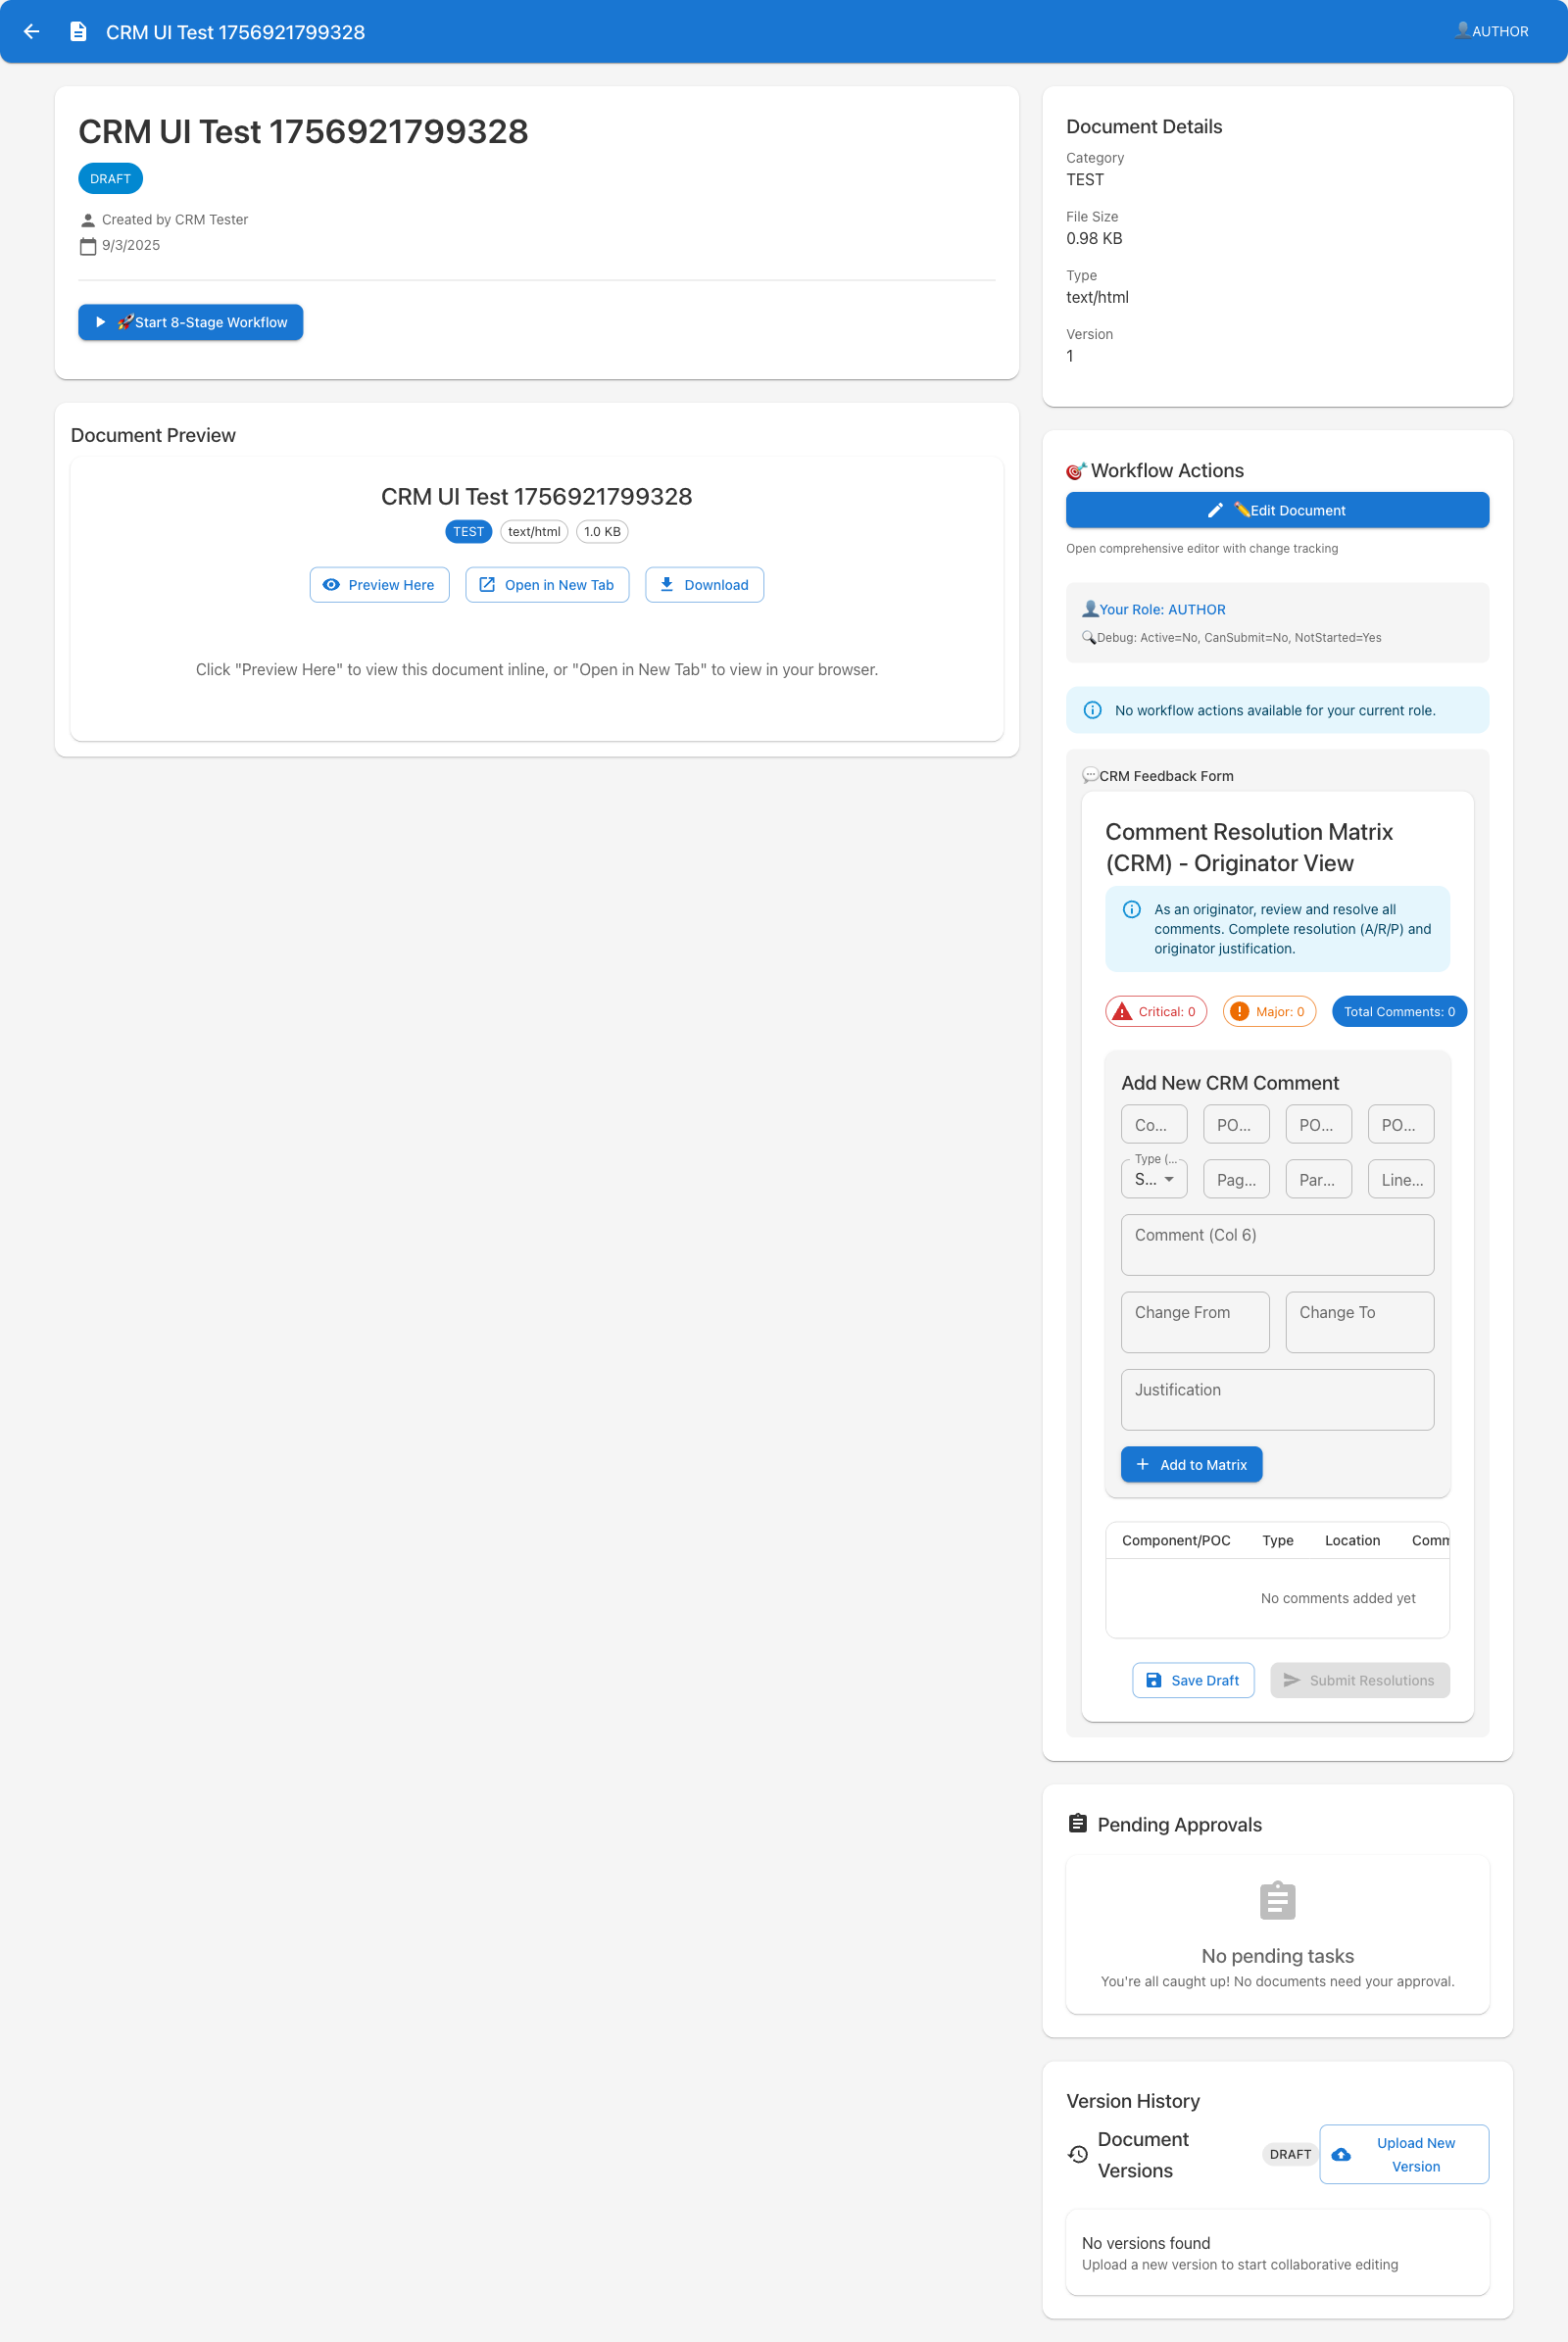 CRM UI Test 1756921799328
👤AUTHOR
CRM UI Test 1756921799328
DRAFT
Created by CRM Tester
9/3/2025
🚀Start 8-Stage Workflow
Document Preview
CRM UI Test 1756921799328
TEST text/html 1.0 KB
Preview Here Open in New Tab Download
Click "Preview Here" to view this document inline, or "Open in New Tab" to view in your browser.
Document Details
Category
TEST
File Size
0.98 KB
Type
text/html
Version
1
🎯 Workflow Actions
✏️Edit Document
Open comprehensive editor with change tracking
👤Your Role: AUTHOR
🔍Debug: Active=No, CanSubmit=No, NotStarted=Yes
No workflow actions available for your current role.
💬CRM Feedback Form
Comment Resolution Matrix
(CRM) - Originator View
As an originator, review and resolve all
comments. Complete resolution (A/R/P) and
originator justification.
Critical: 0 Major: 0 Total Comments: 0
Add New CRM Comment
Co... PO... PO... PO...
Type (...
S... Pag... Par... Line...
Comment (Col 6)
Change From Change To
Justification
Add to Matrix
Component/POC Type Location Comm
No comments added yet
Save Draft Submit Resolutions
Pending Approvals
No pending tasks
You're all caught up! No documents need your approval.
Version History
Document
Versions
DRAFT
Upload New
Version
No versions found
Upload a new version to start collaborative editing